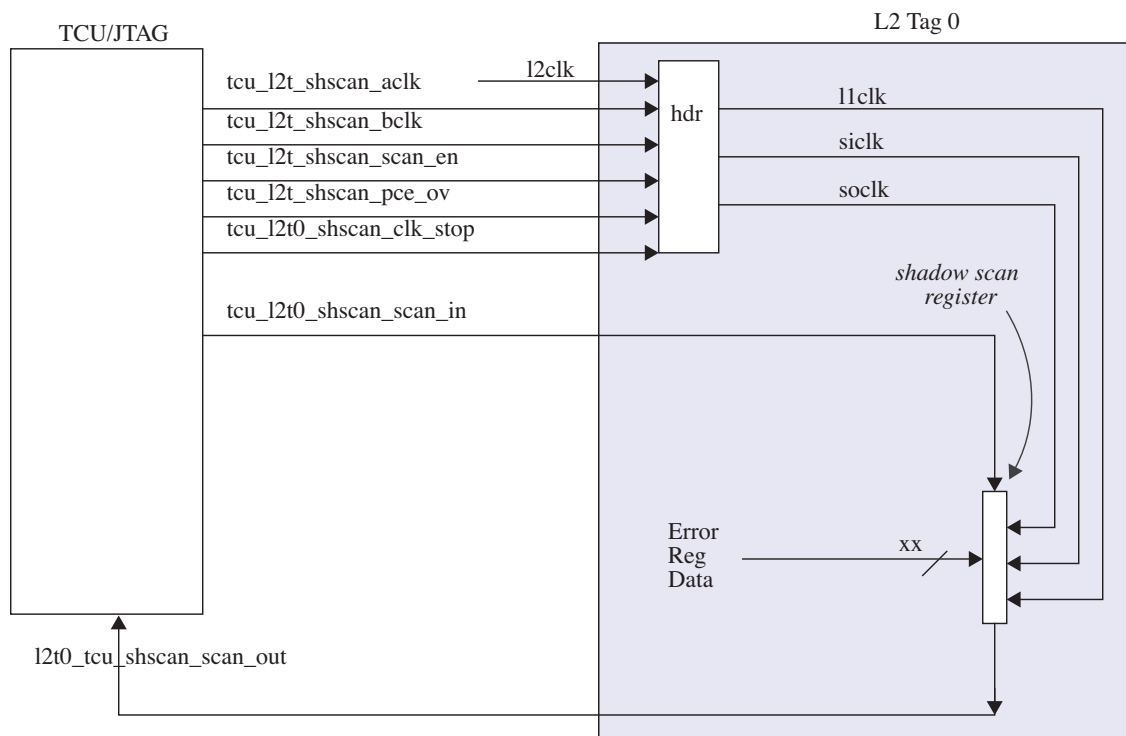 TCU/JTAG
L2 Tag 0
tcu_l2t_shscan_aclk
l2clk
tcu_l2t_shscan_bclk
tcu_l2t_shscan_scan_en
tcu_l2t_shscan_pce_ov
tcu_l2t0_shscan_clk_stop
hdr
l1clk
siclk
soclk
tcu_l2t0_shscan_scan_in
shadow scan
register
Error
Reg
Data
xx
l2t0_tcu_shscan_scan_out